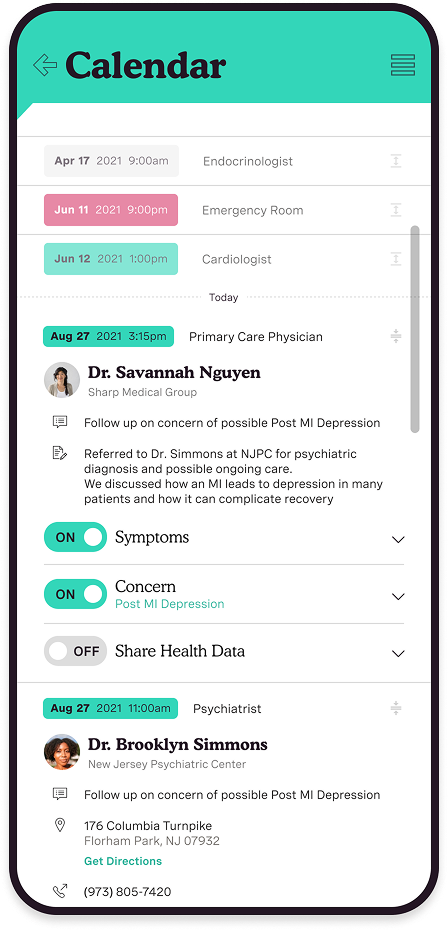 Calendar
Apr 17 2021 9:00am Endocrinologist
Jun 11 2021 9:00pm Emergency Room
Jun 12 2021 1:00pm Cardiologist
Today
Aug 27 2021 3:15pm Primary Care Physician
Dr. Savannah Nguyen
Sharp Medical Group
Follow up on concern of possible Post MI Depression
Referred to Dr. Simmons at NJPC for psychiatric
diagnosis and possible ongoing care.
We discussed how an MI leads to depression in many
patients and how it can complicate recovery
ON Symptoms
ON Concern
Post MI Depression
OFF Share Health Data
Aug 27 2021 11:00am Psychiatrist
Dr. Brooklyn Simmons
New Jersey Psychiatric Center
Follow up on concern of possible Post MI Depression
176 Columbia Turnpike
Florham Park, NJ 07932
Get Directions
(973) 805-7420